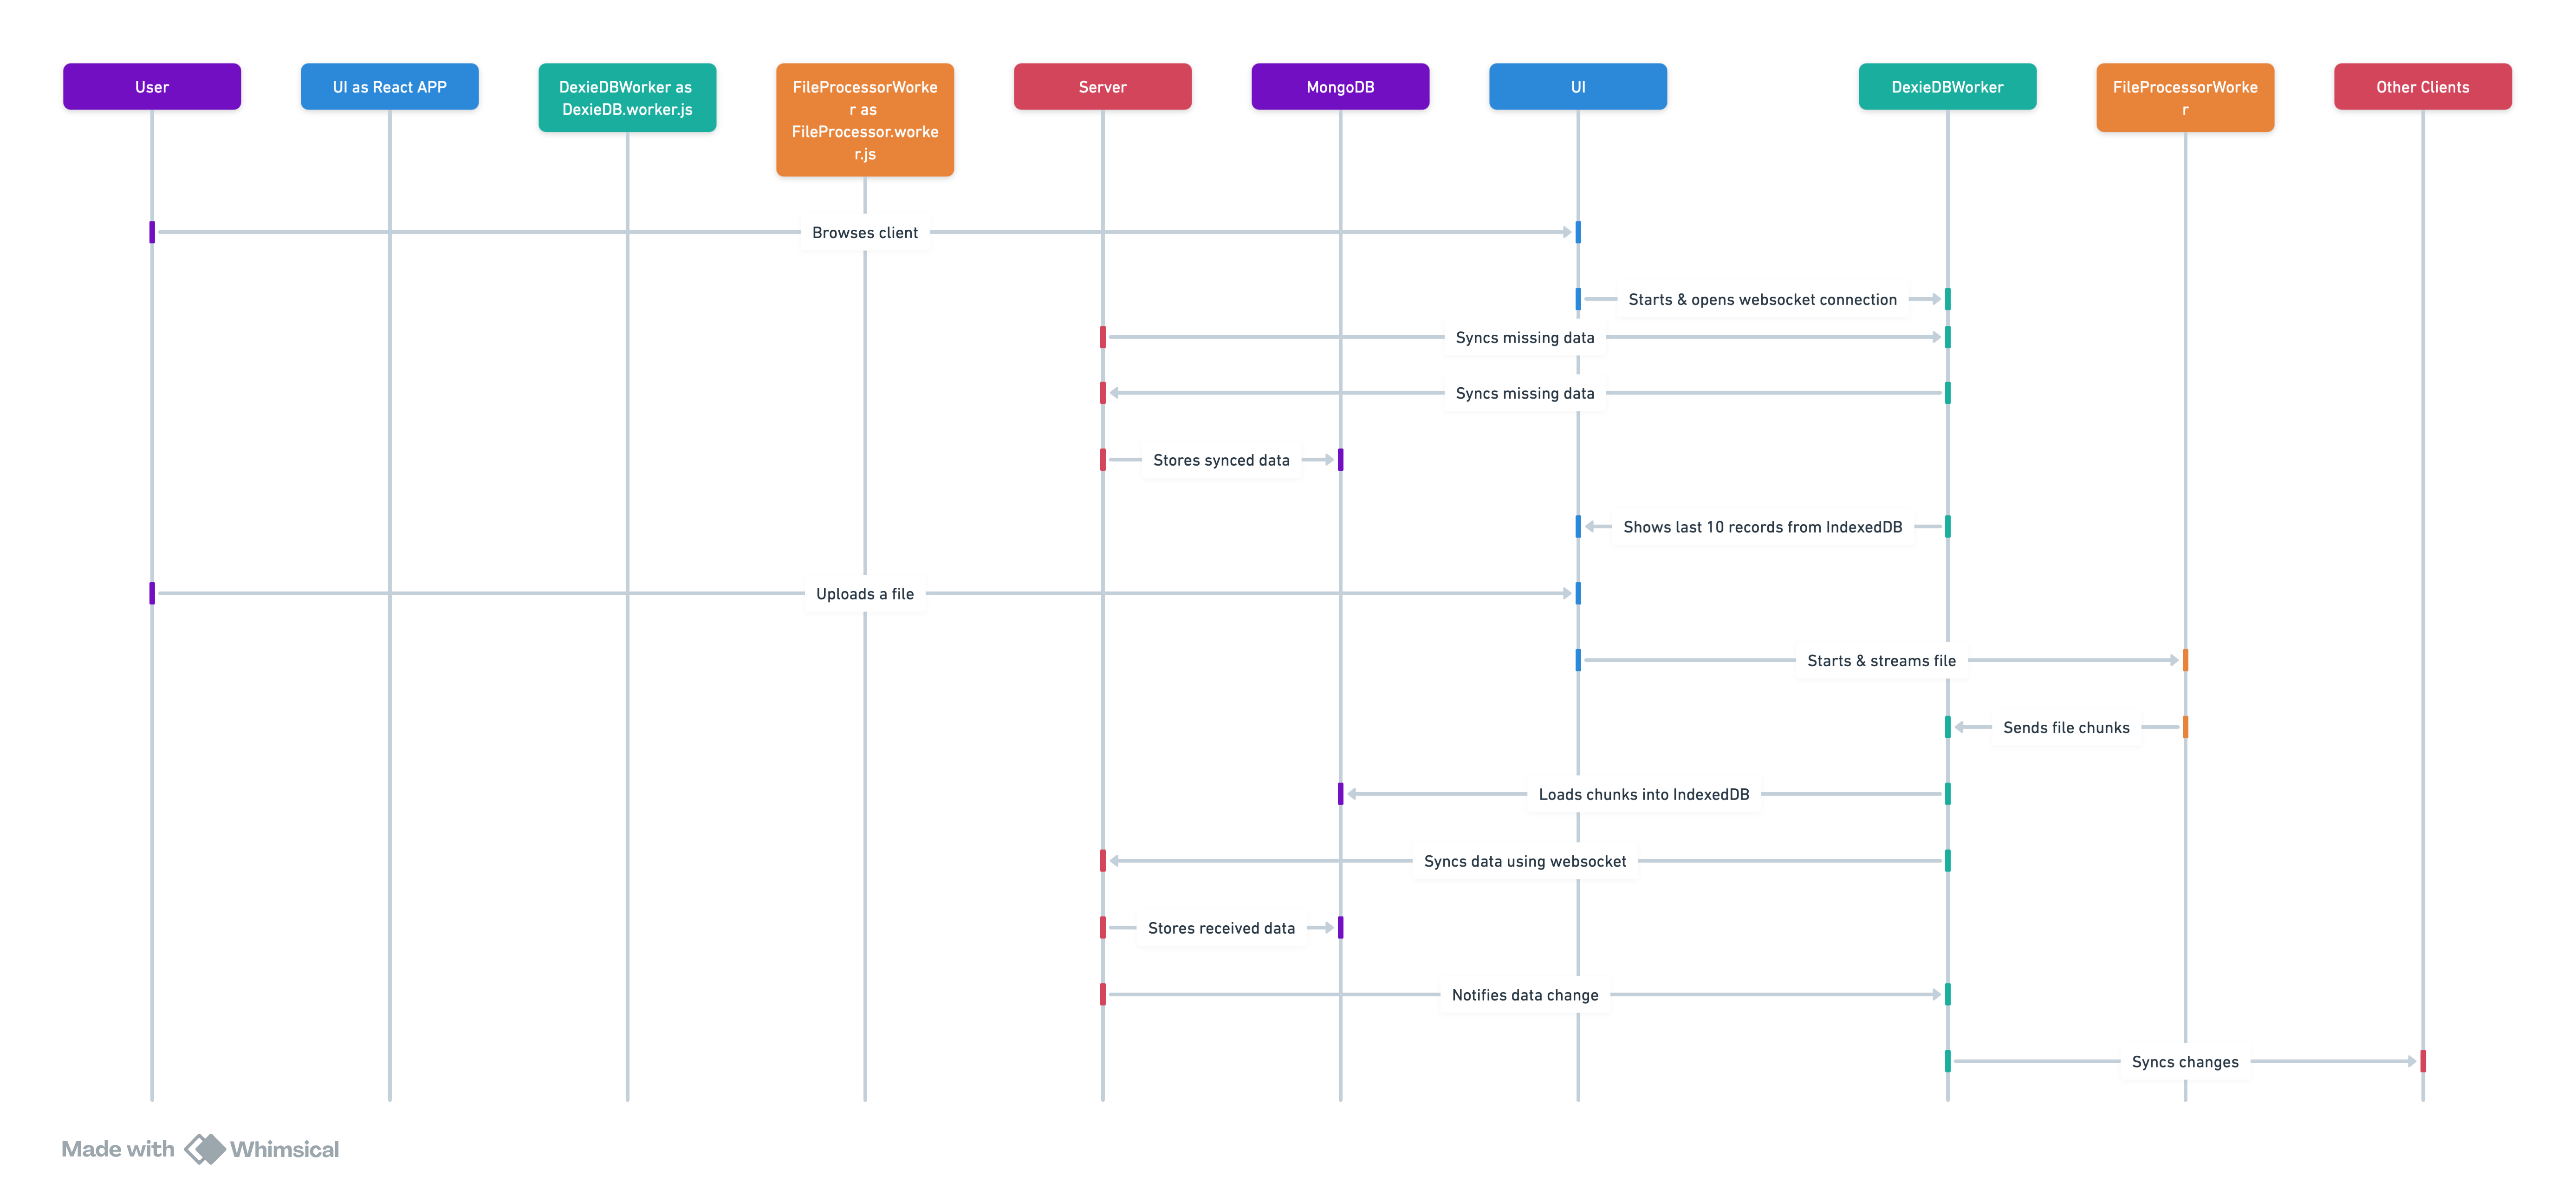 User
UI as React APP
DexieDBWorker as
DexieDB.worker.js
FileProcessorWorke
r as
FileProcessor.worke
r.js
Server
MongoDB
UI
DexieDBWorker
FileProcessorWorke
r
Other Clients
Browses client
Starts & opens websocket connection
Syncs missing data
Syncs missing data
Stores synced data
Shows last 10 records from IndexedDB
Uploads a file
Starts & streams file
Sends file chunks
Loads chunks into IndexedDB
Syncs data using websocket
Stores received data
Notifies data change
Syncs changes
Made with Whimsical